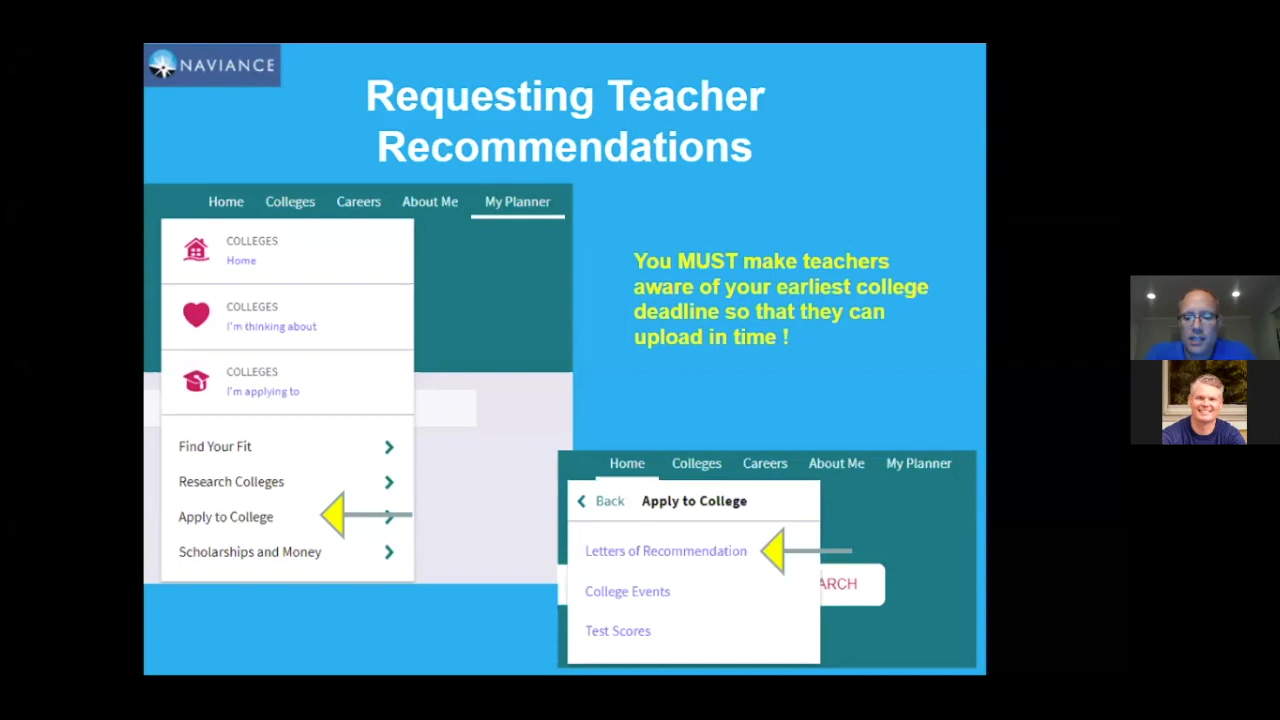 NAVIANCE
Requesting Teacher
Recommendations
Home Colleges Careers About Me My Planner
COLLEGES
Home
COLLEGES
I'm thinking about
COLLEGES
I'm applying to
Find Your Fit
Research Colleges
Apply to College
Scholarships and Money
You MUST make teachers
aware of your earliest college
deadline so that they can
upload in time !
Home Colleges Careers About Me My Planner
Back Apply to College
Letters of Recommendation
College Events
Test Scores
ARCH